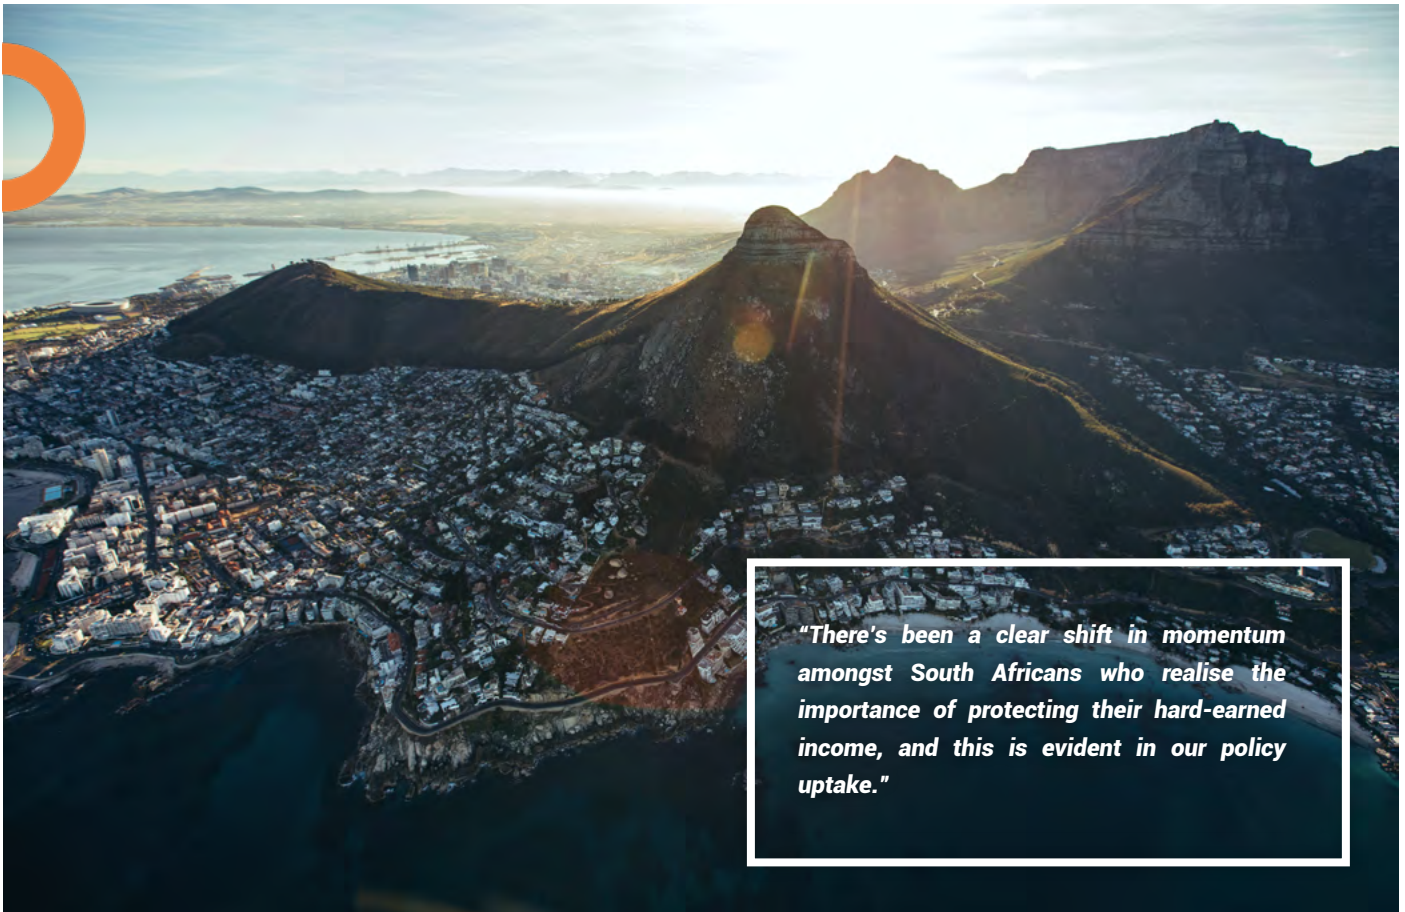 “There’s been a clear shift in momentum
amongst South Africans who realise the
importance of protecting their hard-earned
income, and this is evident in our policy
uptake.”